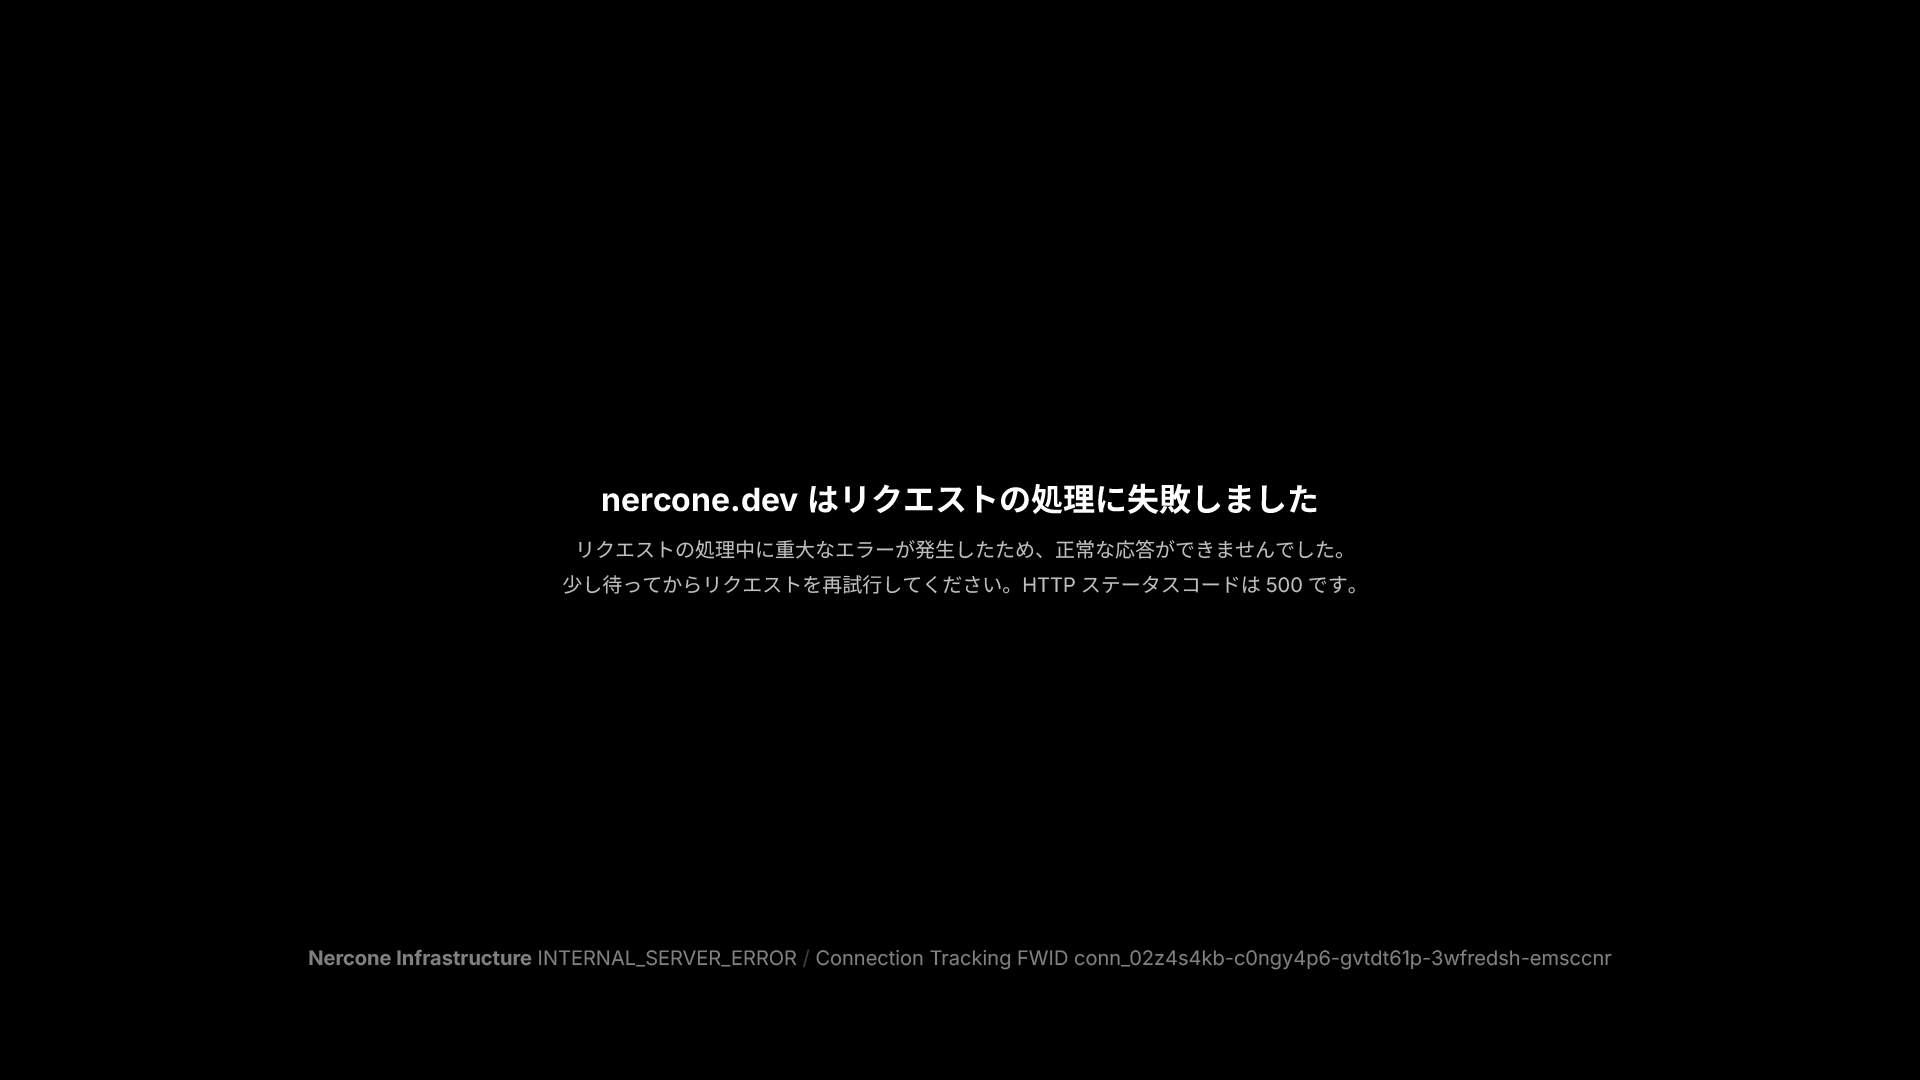 nercone.dev はリクエストの処理に失敗しました
リクエストの処理中に重大なエラーが発生したため、正常な応答ができませんでした。
少し待ってからリクエストを再試行してください。HTTP ステータスコードは 500 です。
Nercone Infrastructure INTERNAL_SERVER_ERROR / Connection Tracking FWID conn_02z4s4kb-c0ngy4p6-gvtdt61p-3wfredsh-emsccnr